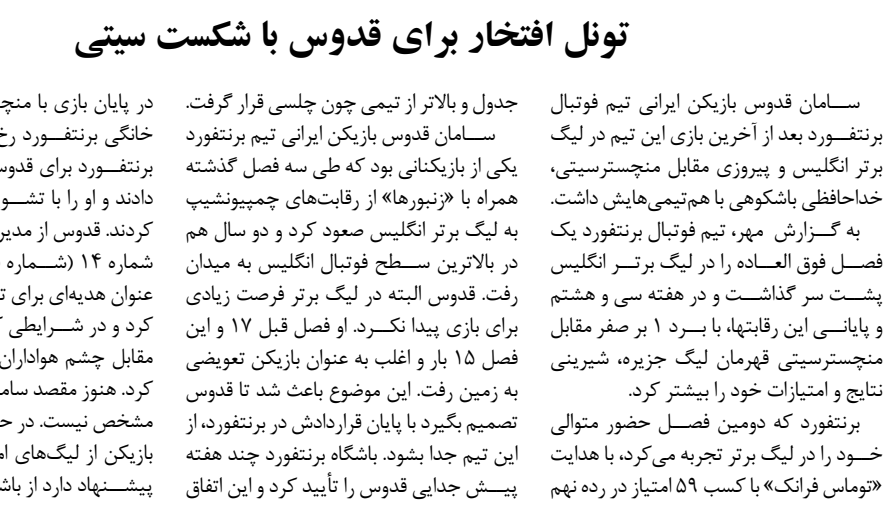 تونل افتخار برای قدوس با شکست سیتی
سامان قدوس بازیکن ایرانی تیم فوتبال
برنتفورد بعد از آخرین بازی این تیم در لیگ
برتر انگلیس و پیروزی مقابل منچسترسیتی،
خداحافظی باشکوهی با هم‌تیمی‌هایش داشت.
به گزارش مهر، تیم فوتبال برنتفورد یک
فصل فوق العاده را در لیگ برتر انگلیس
پشت سر گذاشت و در هفته سی و هشتم
و پایانی این رقابتها، با برد ۱ بر صفر مقابل
منچسترسیتی قهرمان لیگ جزیره، شیرینی
نتایج و امتیازات خود را بیشتر کرد.
برنتفورد که دومین فصل حضور متوالی
خود را در لیگ برتر تجربه می‌کرد، با هدایت
«توماس فرانک» با کسب ۵۹ امتیاز در رده نهم
جدول و بالاتر از تیمی چون چلسی قرار گرفت.
سامان قدوس بازیکن ایرانی تیم برنتفورد
یکی از بازیکنانی بود که طی سه فصل گذشته
همراه با «زنبورها» از رقابت‌های چمپیونشیپ
به لیگ برتر انگلیس صعود کرد و دو سال هم
در بالاترین سطح فوتبال انگلیس به میدان
رفت. قدوس البته در لیگ برتر فرصت زیادی
برای بازی پیدا نکرد. او فصل قبل ۱۷ و این
فصل ۱۵ بار و اغلب به عنوان بازیکن تعویضی
به زمین رفت. این موضوع باعث شد تا قدوس
تصمیم بگیرد با پایان قراردادش در برنتفورد، از
این تیم جدا بشود. باشگاه برنتفورد چند هفته
پیش جدایی قدوس را تأیید کرد و این اتفاق
در پایان بازی با
خانگی برنتفورد رخ
برنتفورد برای
دادند و او را با
کردند. قدوس از
شماره ۱۴ (شماره
عنوان هدیه‌ای برای
کرد و در شرایطی
مقابل چشم هواداران
کرد. هنوز مقصد
مشخص نیست. در
بازیکن از لیگ‌های
پیشنهاد دارد از